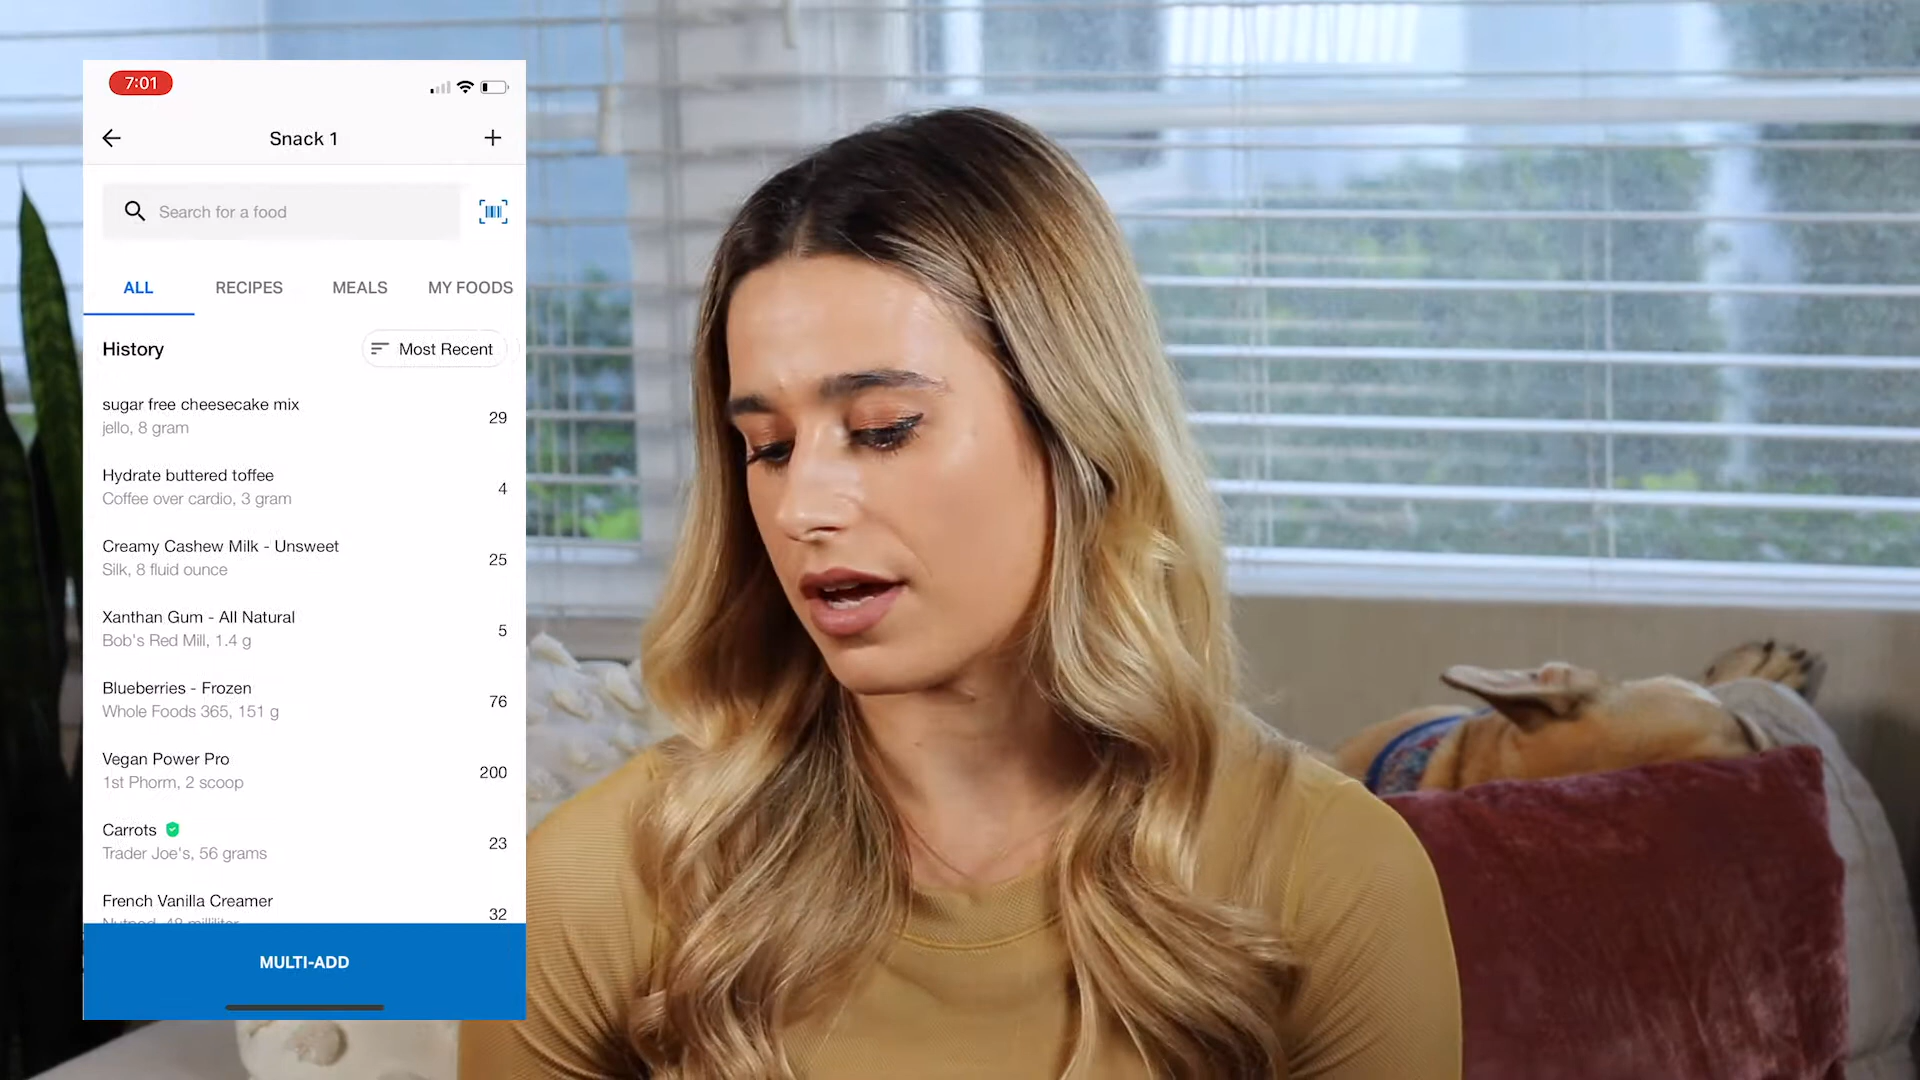 7:01
Snack 1
Search for a food
ALL RECIPES MEALS MY FOODS
History Most Recent
sugar free cheesecake mix
jello, 8 gram
29
Hydrate buttered toffee
Coffee over cardio, 3 gram
4
Creamy Cashew Milk - Unsweet
Silk, 8 fluid ounce
25
Xanthan Gum - All Natural
Bob's Red Mill, 1.4 g
5
Blueberries - Frozen
Whole Foods 365, 151 g
76
Vegan Power Pro
1st Phorm, 2 scoop
200
Carrots
Trader Joe's, 56 grams
23
French Vanilla Creamer
32
MULTI-ADD